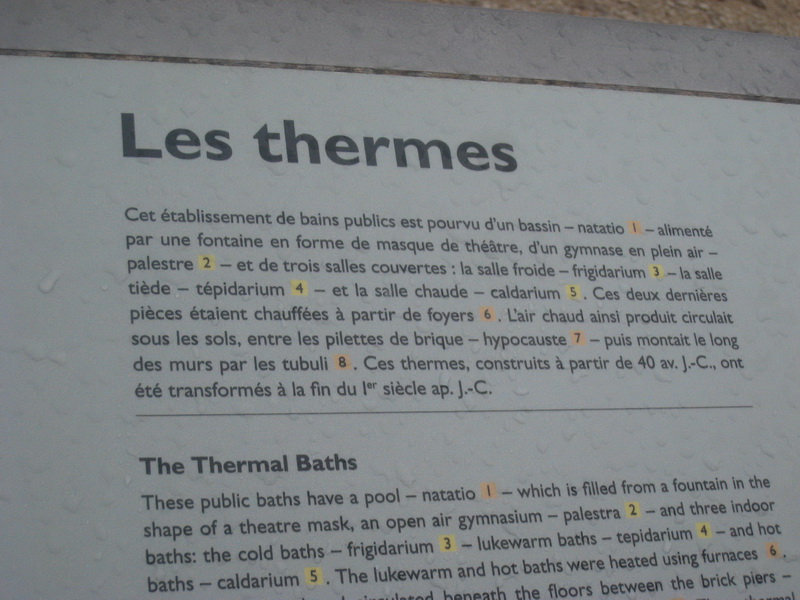 Les thermes
Cet établissement de bains publics est pourvu d'un bassin – natatio 1 – alimenté
par une fontaine en forme de masque de théâtre, d'un gymnase en plein air –
palestre 2 – et de trois salles couvertes : la salle froide – frigidarium 3 – la salle
tiède – tépidarium 4 – et la salle chaude – caldarium 5. Ces deux dernières
pièces étaient chauffées à partir de foyers 6. L'air chaud ainsi produit circulait
sous les sols, entre les pilettes de brique – hypocauste 7 – puis montait le long
des murs par les tubuli 8. Ces thermes, construits à partir de 40 av. J.-C., ont
été transformés à la fin du Ier siècle ap. J.-C.
The Thermal Baths
These public baths have a pool – natatio 1 – which is filled from a fountain in the
shape of a theatre mask, an open air gymnasium – palestra 2 – and three indoor
baths: the cold baths – frigidarium 3 – lukewarm baths – tepidarium 4 – and hot
baths – caldarium 5. The lukewarm and hot baths were heated using furnaces 6.
beneath the floors between the brick piers –